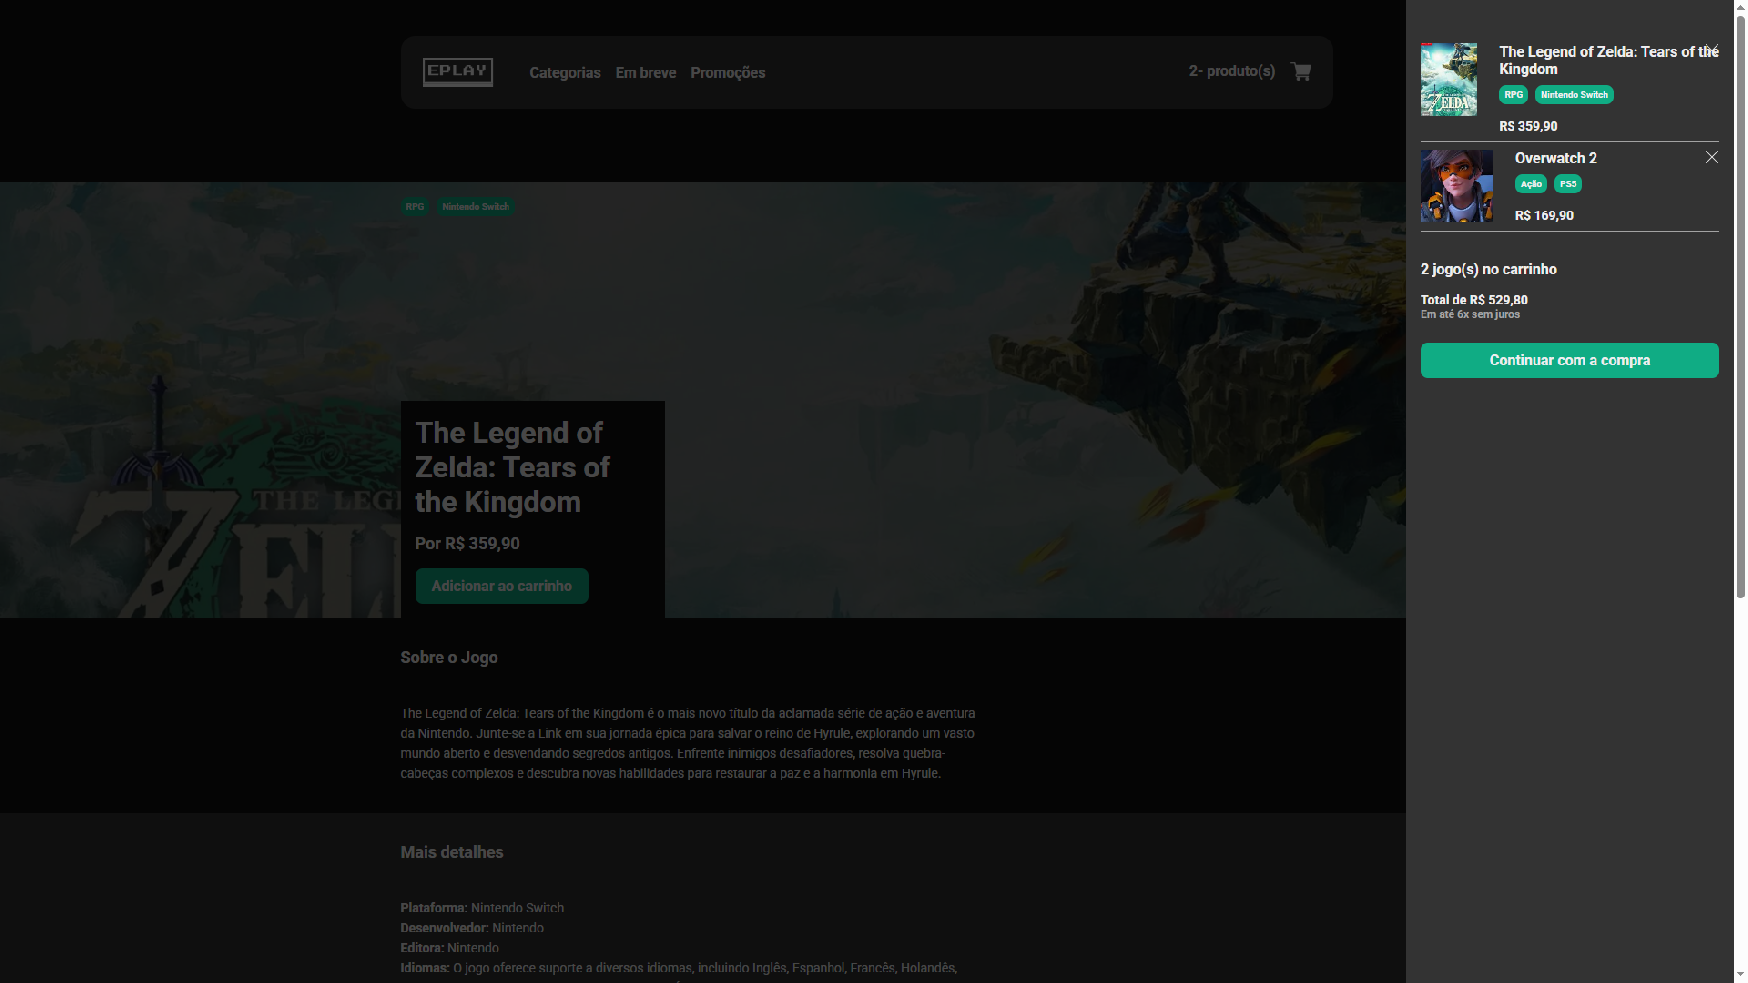 EPLAY
Categorias Em breve Promoções
2- produto(s)
RPG Nintendo Switch
THE LEGE
ZEL
The Legend of
Zelda: Tears of
the Kingdom
Por R$ 359,90
Adicionar ao carrinho
Sobre o Jogo
The Legend of Zelda: Tears of the Kingdom é o mais novo título da aclamada série de ação e aventura
da Nintendo. Junte-se a Link em sua jornada épica para salvar o reino de Hyrule, explorando um vasto
mundo aberto e desvendando segredos antigos. Enfrente inimigos desafiadores, resolva quebra-
cabeças complexos e descubra novas habilidades para restaurar a paz e a harmonia em Hyrule.
Mais detalhes
Plataforma: Nintendo Switch
Desenvolvedor: Nintendo
Editora: Nintendo
Idiomas: O jogo oferece suporte a diversos idiomas, incluindo Inglês, Espanhol, Francês, Holandês,
ZELDA
The Legend of Zelda: Tears of the
Kingdom
RPG Nintendo Switch
R$ 359,90
Overwatch 2
Ação PS5
R$ 169,90
2 jogo(s) no carrinho
Total de R$ 529,80
Em até 6x sem juros
Continuar com a compra